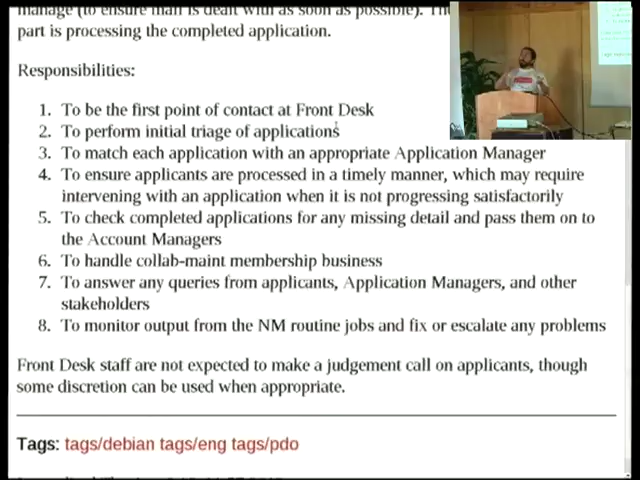 manage (to ensure mail is dealt with as soon as possible). The
part is processing the completed application.
Responsibilities:
1. To be the first point of contact at Front Desk
2. To perform initial triage of applications
3. To match each application with an appropriate Application Manager
4. To ensure applicants are processed in a timely manner, which may require
intervening with an application when it is not progressing satisfactorily
5. To check completed applications for any missing detail and pass them on to
the Account Managers
6. To handle collab-maint membership business
7. To answer any queries from applicants, Application Managers, and other
stakeholders
8. To monitor output from the NM routine jobs and fix or escalate any problems
Front Desk staff are not expected to make a judgement call on applicants, though
some discretion can be used when appropriate.
Tags: tags/debian tags/eng tags/pdo